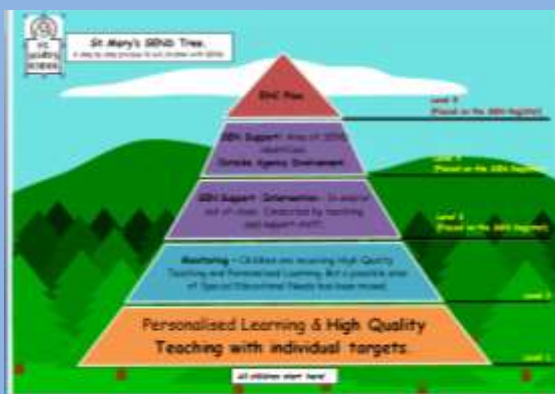 St Mary's SEND Tree.
EHC Plan
Level 5
(Placed on the SEN Register)
SEN Support: Area of SEND
identified.
Outside Agency Involvement
(Placed on the SEN Register)
SEN Support: Intervention - In and/or
out of class. Conducted by teaching
and support staff.
Level 3
(Placed on the SEN Register)
Monitoring – Children are receiving High Quality
Teaching and Personalised Learning. But a possible area
of Special Educational Needs has been raised.
Level 2
Personalised Learning & High Quality
Teaching with individual targets.
Level 1
All children start here!